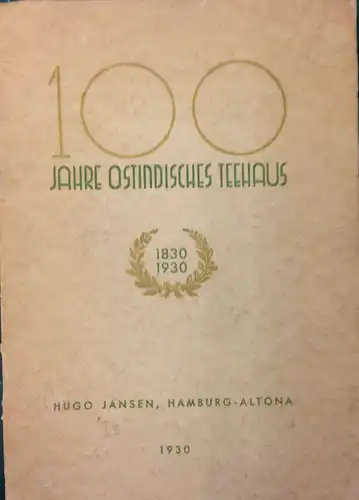 100
JAHRE OSTINDISCHES TEEHAUS
1830
1930
HUGO JANSEN, HAMBURG-ALTONA
1930